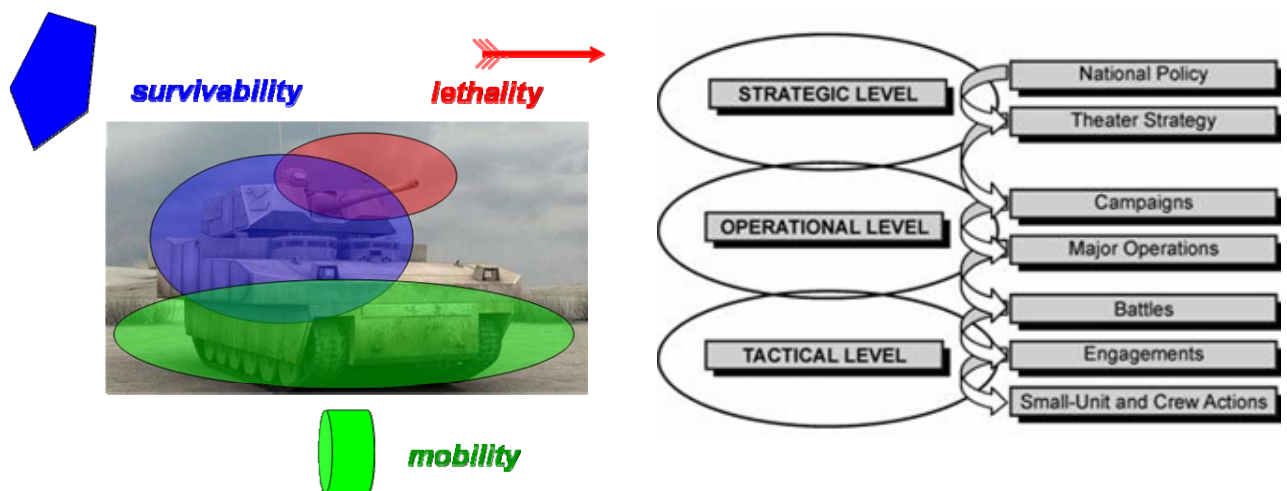 survivability
lethality
mobility
STRATEGIC LEVEL
National Policy
Theater Strategy
OPERATIONAL LEVEL
Campaigns
Major Operations
TACTICAL LEVEL
Battles
Engagements
Small-Unit and Crew Actions